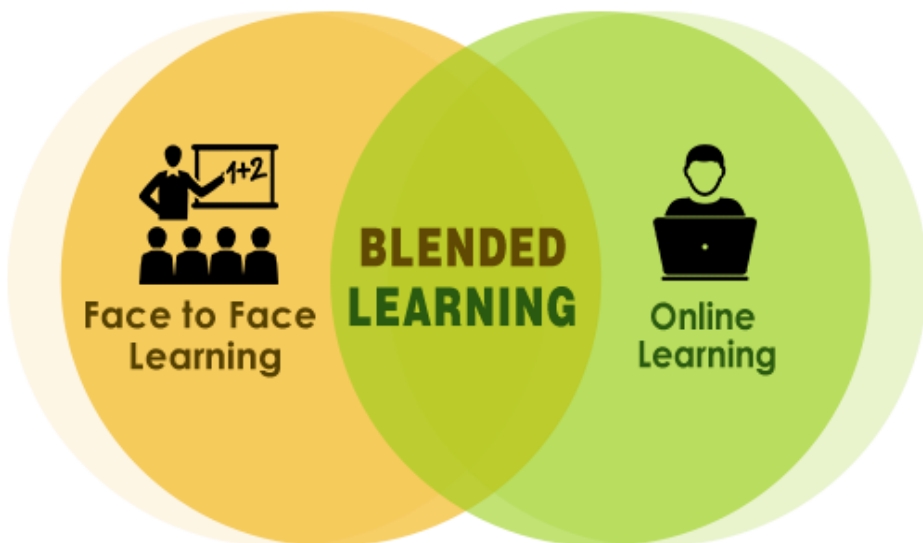 1+2
Face to Face
Learning
BLENDED
LEARNING
Online
Learning